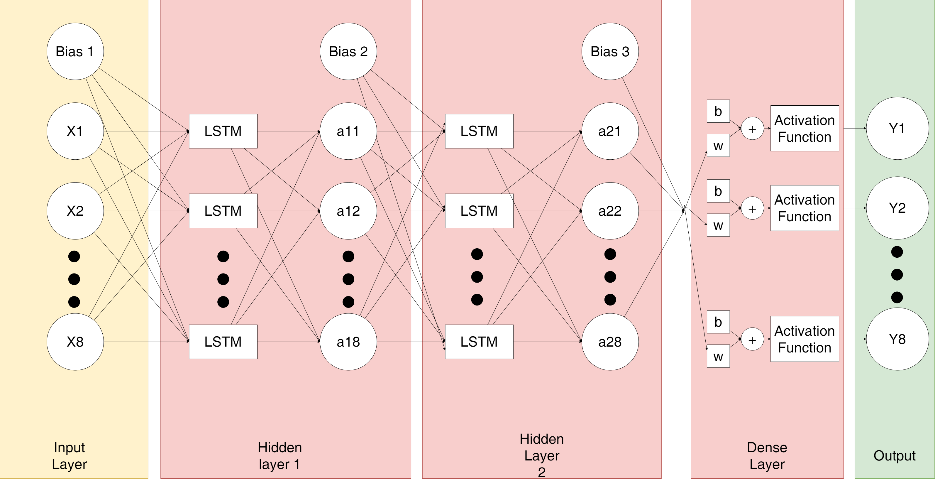 Bias 1
X1
X2
X8
Input
Layer
LSTM
LSTM
LSTM
Bias 2
a11
a12
a18
Hidden
layer 1
LSTM
LSTM
LSTM
Bias 3
a21
a22
a28
Hidden
Layer
2
b
w
+
Activation
Function
b
w
+
Activation
Function
b
w
+
Activation
Function
Dense
Layer
Y1
Y2
Y8
Output